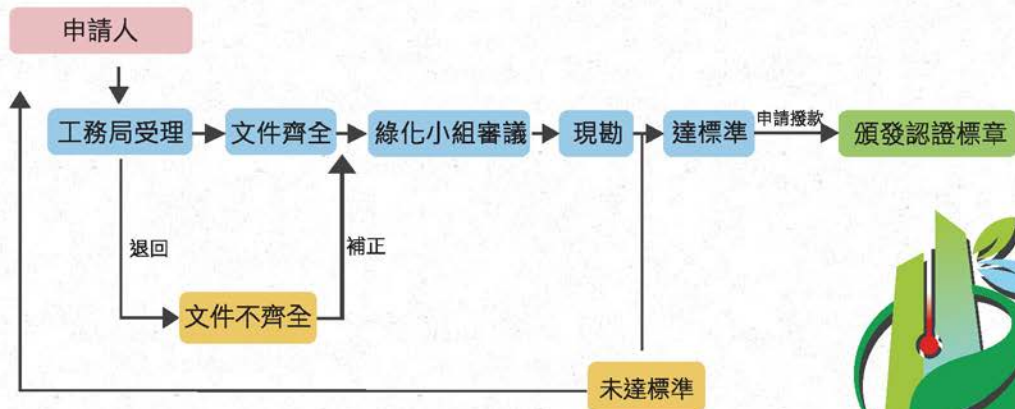 申請人
工務局受理
文件齊全
綠化小組審議
現勘
達標準
申請撥款
頒發認證標章
退回
補正
文件不齊全
未達標準